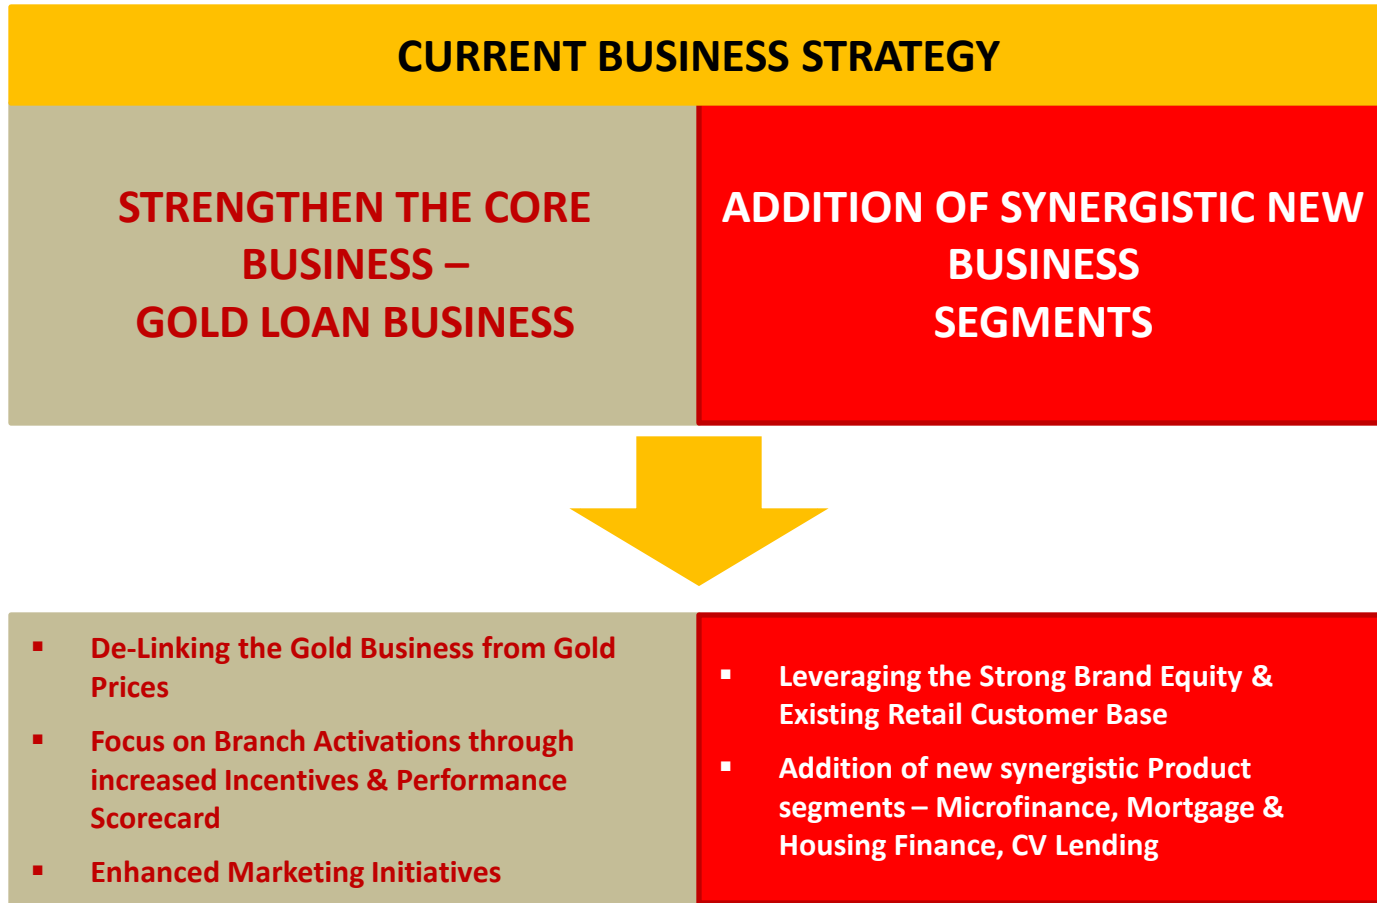 CURRENT BUSINESS STRATEGY
STRENGTHEN THE CORE
BUSINESS –
GOLD LOAN BUSINESS
ADDITION OF SYNERGISTIC NEW
BUSINESS
SEGMENTS
▪ De-Linking the Gold Business from Gold
Prices
▪ Focus on Branch Activations through
increased Incentives & Performance
Scorecard
▪ Enhanced Marketing Initiatives
▪ Leveraging the Strong Brand Equity &
Existing Retail Customer Base
▪ Addition of new synergistic Product
segments – Microfinance, Mortgage &
Housing Finance, CV Lending